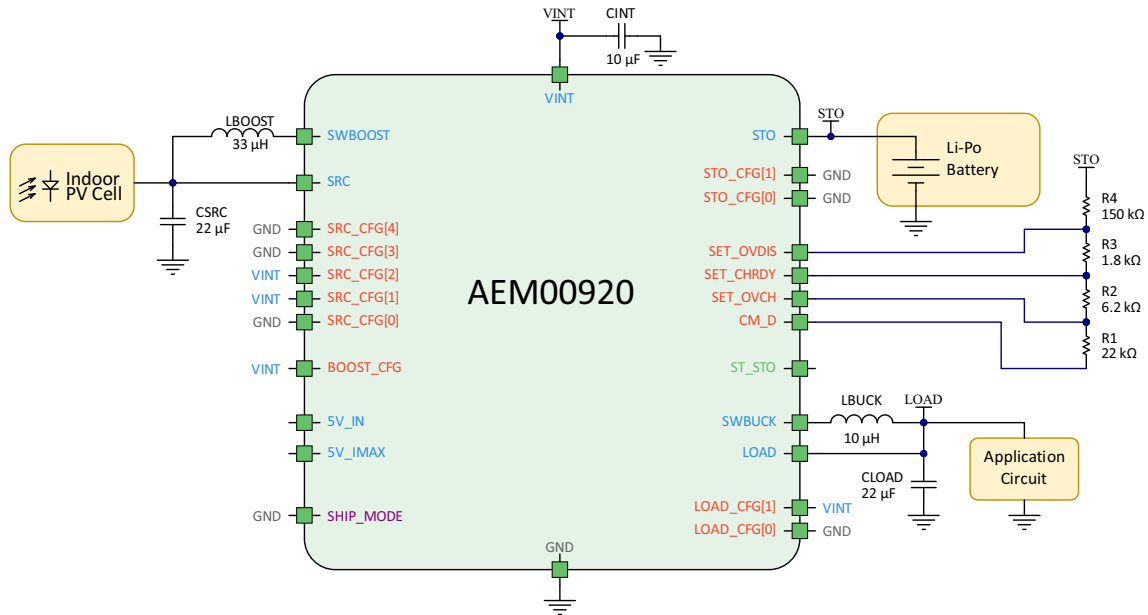 VINT
CINT
10 µF
VINT
LBOOST
33 µH
SWBOOST
Indoor
PV Cell
SRC
CSRC
22 µF
GND SRC_CFG[4]
GND SRC_CFG[3]
VINT SRC_CFG[2]
VINT SRC_CFG[1]
GND SRC_CFG[0]
VINT BOOST_CFG
5V_IN
5V_IMAX
GND SHIP_MODE
AEM00920
GND
STO
STO
Li-Po
Battery
STO_CFG[1] GND
STO_CFG[0] GND
STO
R4
150 kΩ
R3
1.8 kΩ
R2
6.2 kΩ
R1
22 kΩ
SET_OVDIS
SET_CHRDY
SET_OVCH
CM_D
ST_STO
SWBUCK
LBUCK
10 µH
LOAD
LOAD
CLOAD
22 µF
Application
Circuit
LOAD_CFG[1] VINT
LOAD_CFG[0] GND